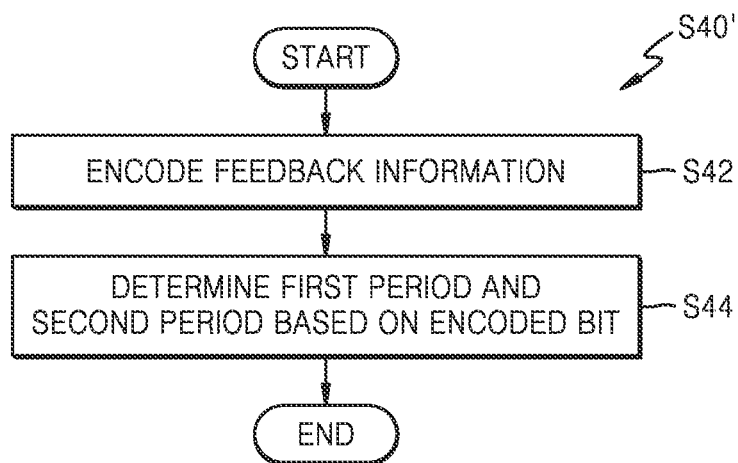 S40'
START
ENCODE FEEDBACK INFORMATION
S42
DETERMINE FIRST PERIOD AND
SECOND PERIOD BASED ON ENCODED BIT
S44
END